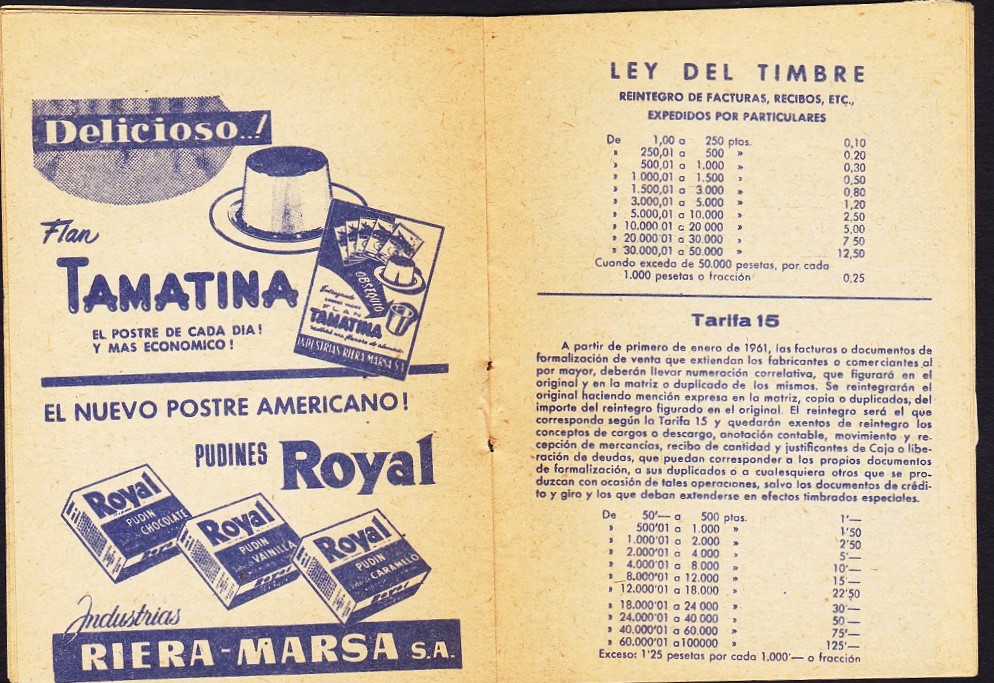 Delicioso..!
Flan
TAMATINA
EL POSTRE DE CADA DIA!
Y MAS ECONOMICO!
OBSEQUIO
FLAN
TAMATINA
INDUSTRIAS RIERA MARSA S.A.
EL NUEVO POSTRE AMERICANO!
PUDINES Royal
Royal
PUDIN
CHOCOLATE
Royal
PUDIN
VAINILLA
Royal
PUDIN
CARAMELO
Industrias
RIERA-MARSA S.A.
LEY DEL TIMBRE
REINTEGRO DE FACTURAS, RECIBOS, ETC.,
EXPEDIDOS POR PARTICULARES
De 1,00 a 250 ptas. 0,10
» 250,01 a 500 » 0.20
» 500,01 a 1.000 » 0,30
» 1.000,01 a 1.500 » 0,50
» 1.500,01 a 3.000 » 0,80
» 3.000,01 a 5.000 » 1,20
» 5.000,01 a 10.000 » 2,50
» 10.000.01 a 20 000 » 5,00
» 20.000'01 a 30.000 » 7 50
» 30.000,01 a 50.000 » 12,50
Cuando exceda de 50.000 pesetas, por cada
1.000 pesetas o fracción 0,25
Tarifa 15
A partir de primero de enero de 1961, las facturas o documentos de
formalización de venta que extiendan los fabricantes o comerciantes al
por mayor, deberán llevar numeración correlativa, que figurará en el
original y en la matriz o duplicado de los mismos. Se reintegrarán el
original haciendo mención expresa en la matriz, copia o duplicados, del
importe del reintegro figurado en el original. El reintegro será el que
corresponda según la Tarifa 15 y quedarán exentos de reintegro los
conceptos de cargos o descargo, anotación contable, movimiento y re-
cepción de mercancías, recibo de cantidad y justificantes de Caja o libe-
ración de deudas, que puedan corresponder a los propios documentos
de formalización, a sus duplicados o a cualesquiera otros que se pro-
duzcan con ocasión de tales operaciones, salvo los documentos de crédi-
to y giro y los que deban extenderse en efectos timbrados especiales.
De 50'— a 500 ptas. 1'—
» 500'01 a 1.000 » 1'50
» 1.000'01 a 2.000 » 2'50
» 2.000'01 a 4 000 » 5'—
» 4.000'01 a 8.000 » 10'—
» 8.000'01 a 12.000 » 15'—
» 12.000'01 a 18.000 » 22'50
» 18.000'01 a 24 000 » 30'—
» 24.000'01 a 40 000 » 50 —
» 40.000'01 a 60.000 » 75'—
» 60.000'01 a 100000 » 125'—
Exceso: 1'25 pesetas por cada 1.000'— o fracción